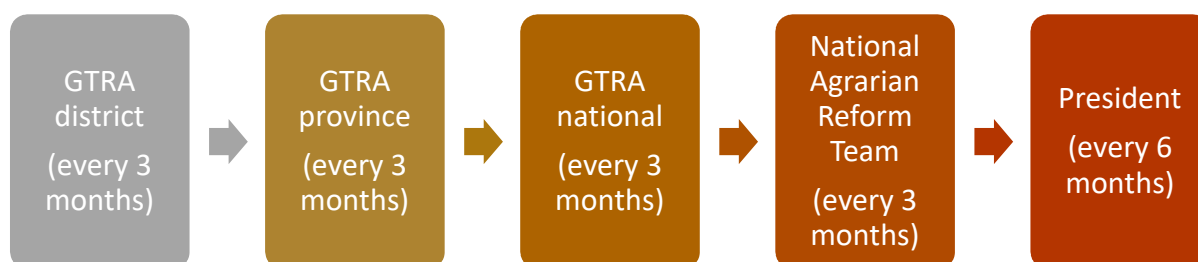 GTRA
district
(every 3
months)
GTRA
province
(every 3
months)
GTRA
national
(every 3
months)
National
Agrarian
Reform
Team
(every 3
months)
President
(every 6
months)